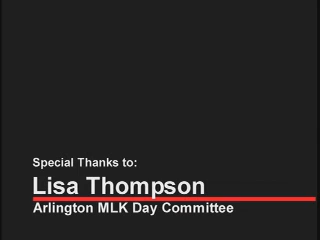 Special Thanks to:
Lisa Thompson
Arlington MLK Day Committee